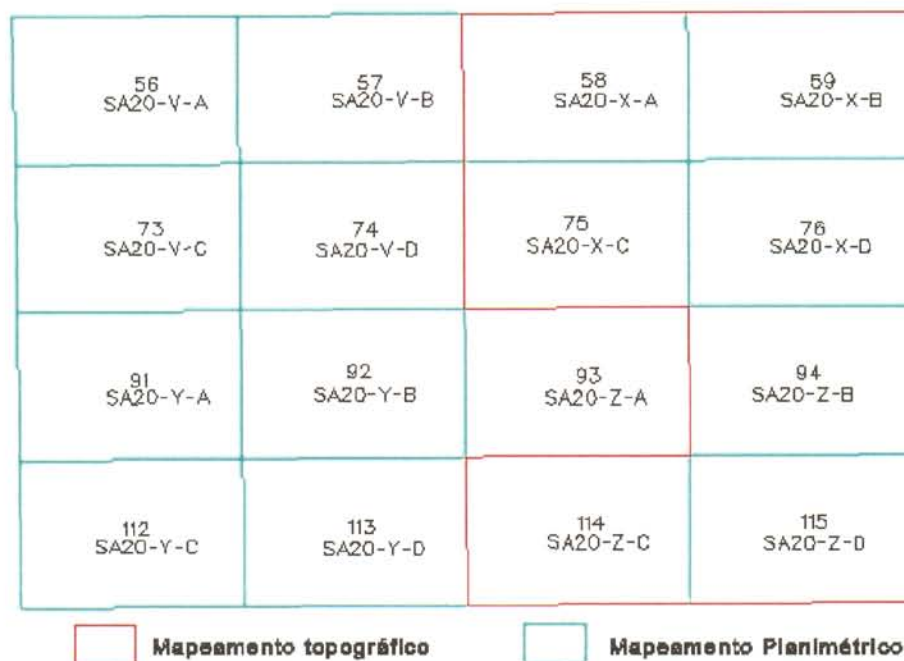 56
SA20-V-A
57
SA20-V-B
58
SA20-X-A
59
SA20-X-B
73
SA20-V-C
74
SA20-V-D
75
SA20-X-C
76
SA20-X-D
91
SA20-Y-A
92
SA20-Y-B
93
SA20-Z-A
94
SA20-Z-B
112
SA20-Y-C
113
SA20-Y-D
114
SA20-Z-C
115
SA20-Z-D
Mapeamento topográfico
Mapeamento Planimétrico